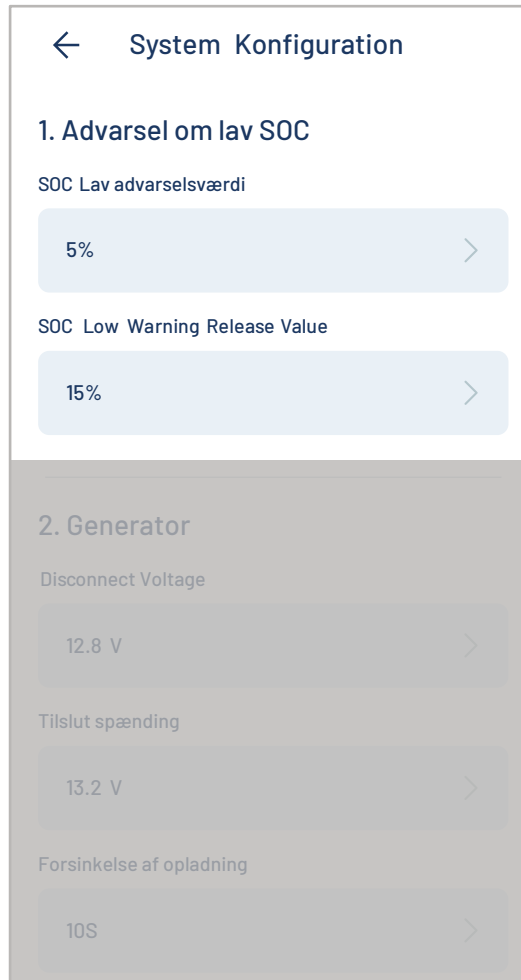 System Konfiguration
1. Advarsel om lav SOC
SOC Lav advarselsværdi
5%
SOC Low Warning Release Value
15%
2. Generator
Disconnect Voltage
12.8 V
Tilslut spænding
13.2 V
Forsinkelse af opladning
10S